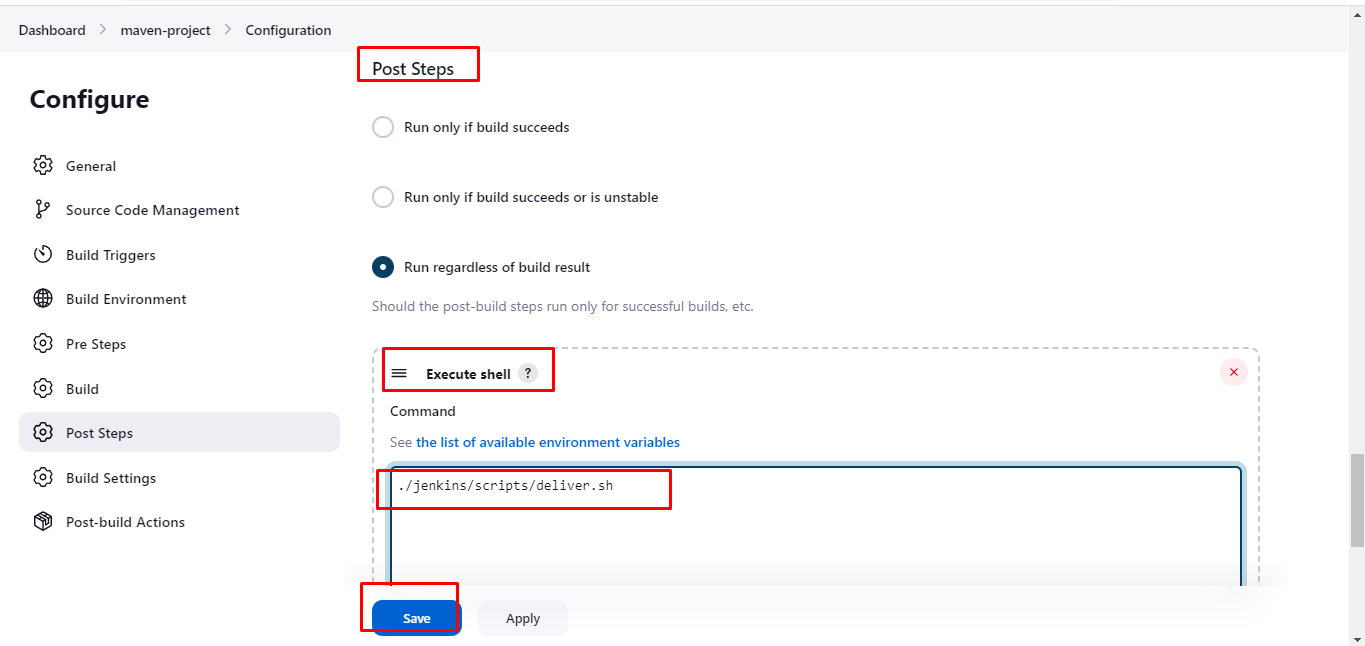 Dashboard > maven-project > Configuration
Configure
General
Source Code Management
Build Triggers
Build Environment
Pre Steps
Build
Post Steps
Build Settings
Post-build Actions
Post Steps
Run only if build succeeds
Run only if build succeeds or is unstable
Run regardless of build result
Should the post-build steps run only for successful builds, etc.
Execute shell ?
Command
See the list of available environment variables
./jenkins/scripts/deliver.sh
Save Apply